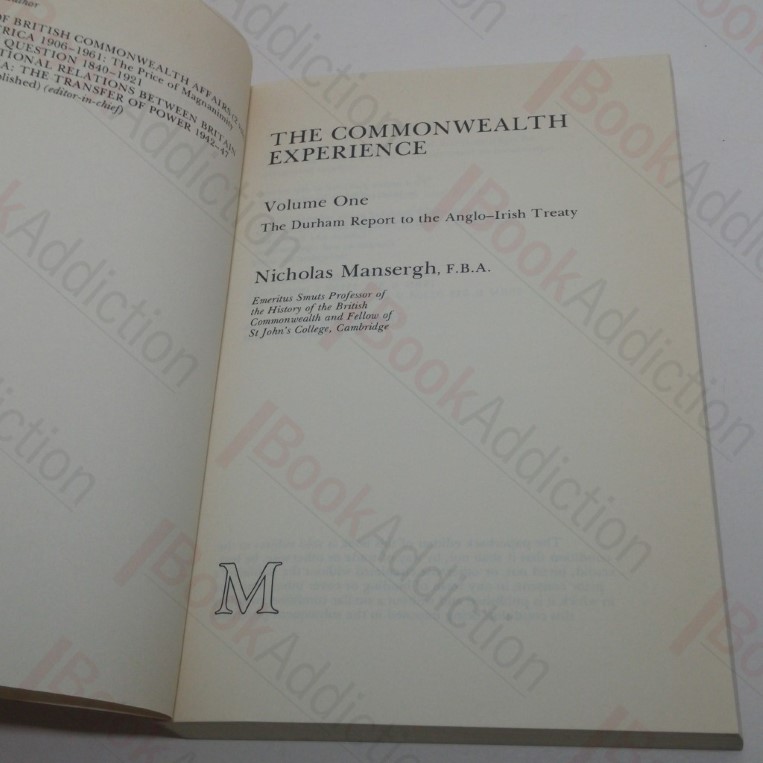 OF BRITISH COMMONWEALTH AFFAIRS
1906–1961: The Price of Magnanimity
QUESTION 1840–1921
RELATIONS BETWEEN BRITAIN
THE TRANSFER OF POWER 1942–47
(editor-in-chief)
THE COMMONWEALTH
EXPERIENCE
Volume One
The Durham Report to the Anglo–Irish Treaty
Nicholas Mansergh, F.B.A.
Emeritus Smuts Professor of
the History of the British
Commonwealth and Fellow of
St John's College, Cambridge
M
BookAddiction